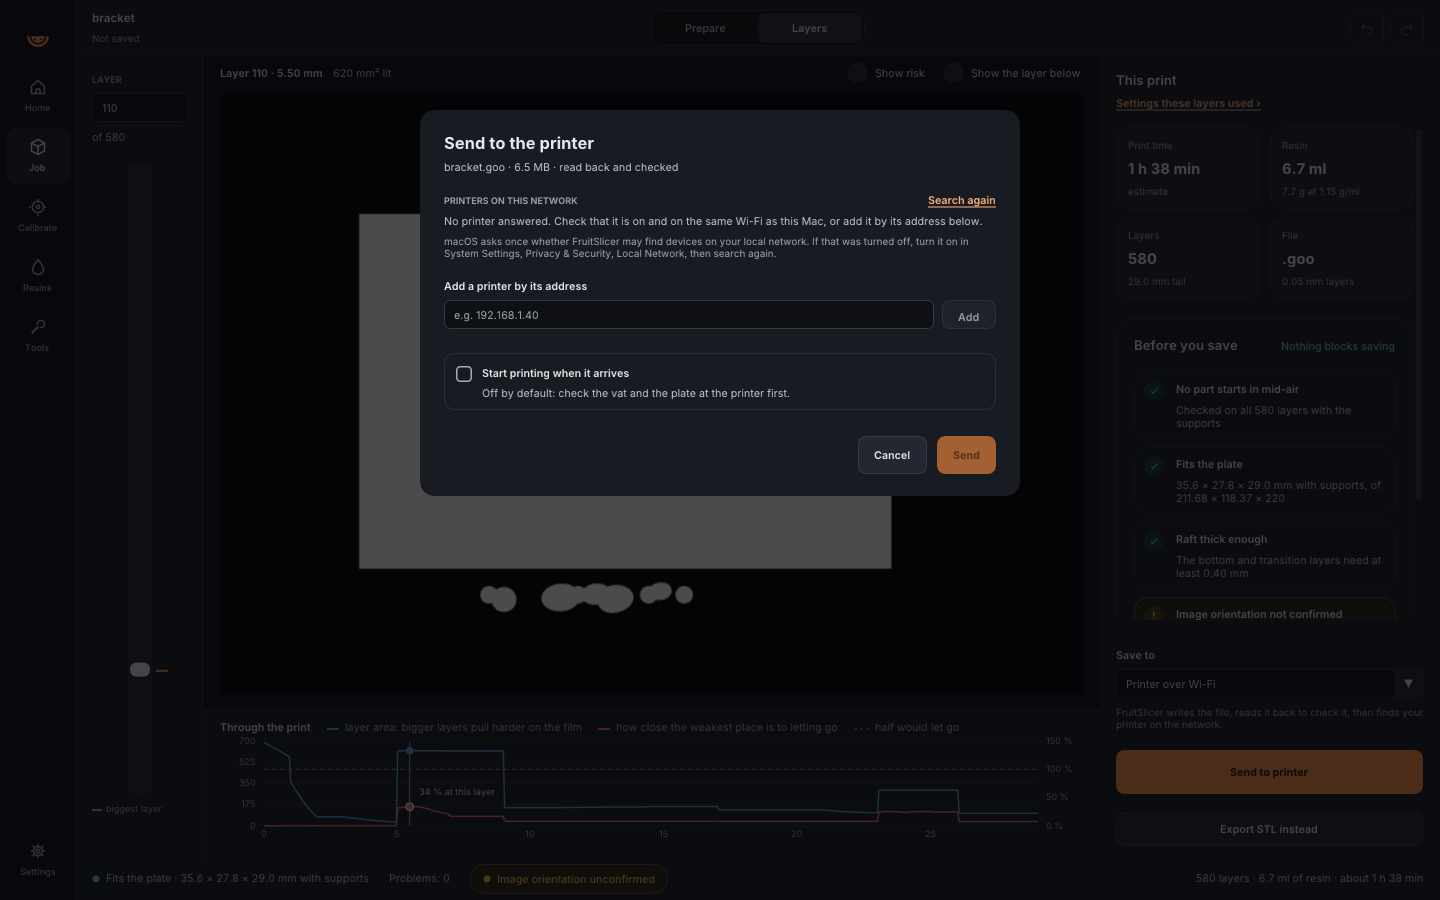 bracket
Not saved
Prepare
Layers
Home
Job
Calibrate
Resins
Tools
Settings
LAYER
110
of 580
biggest layer
Layer 110 · 5.50 mm 620 mm² lit
Show risk
Show the layer below
Send to the printer
bracket.goo · 6.5 MB · read back and checked
PRINTERS ON THIS NETWORK
Search again
No printer answered. Check that it is on and on the same Wi-Fi as this Mac, or add it by its address below.
macOS asks once whether FruitSlicer may find devices on your local network. If that was turned off, turn it on in
System Settings, Privacy & Security, Local Network, then search again.
Add a printer by its address
e.g. 192.168.1.40
Add
Start printing when it arrives
Off by default: check the vat and the plate at the printer first.
Cancel
Send
Through the print
layer area: bigger layers pull harder on the film
how close the weakest place is to letting go
half would let go
700
525
350
175
0
150 %
100 %
50 %
0 %
34 % at this layer
0
5
10
15
20
25
This print
Settings these layers used ›
Print time
1 h 38 min
estimate
Resin
6.7 ml
7.7 g at 1.15 g/ml
Layers
580
29.0 mm tall
File
.goo
0.05 mm layers
Before you save
Nothing blocks saving
No part starts in mid-air
Checked on all 580 layers with the
supports
Fits the plate
35.6 × 27.8 × 29.0 mm with supports, of
211.68 × 118.37 × 220
Raft thick enough
The bottom and transition layers need at
least 0.40 mm
Image orientation not confirmed
Save to
Printer over Wi-Fi
FruitSlicer writes the file, reads it back to check it, then finds your
printer on the network.
Send to printer
Export STL instead
Fits the plate · 35.6 × 27.8 × 29.0 mm with supports
Problems: 0
Image orientation unconfirmed
580 layers · 6.7 ml of resin · about 1 h 38 min